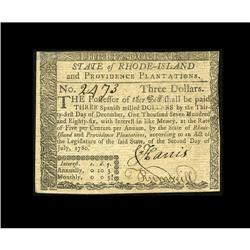 THREE DOLLARS.
STATE of RHODE-ISLAND
and PROVIDENCE PLANTATIONS.
No. 2473 Three Dollars.
THE Possessor of this Bill shall be paid
THREE Spanish milled DOLLARS by the Thir-
ty-first Day of December, One Thousand Seven Hundred
and Eighty-six, with Interest in like Money, at the Rate
of Five per Centum per Annum, by the State of Rhode-
Island and Providence Plantations, according to an Act
of the Legislature of the said State, of the Second Day of
July, 1780.
Interest
Annually,
Monthly,
CHarris